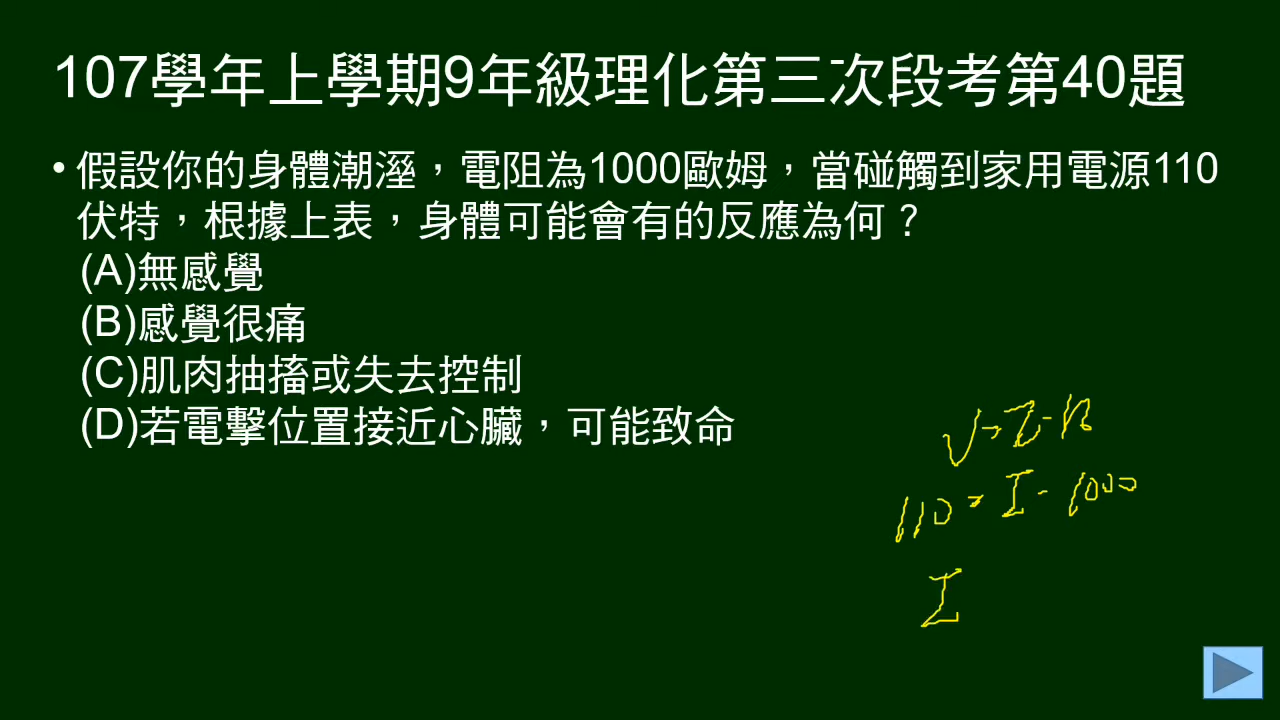 107學年上學期9年級理化第三次段考第40題
• 假設你的身體潮溼，電阻為1000歐姆，當碰觸到家用電源110
伏特，根據上表，身體可能會有的反應為何？
(A)無感覺
(B)感覺很痛
(C)肌肉抽搐或失去控制
(D)若電擊位置接近心臟，可能致命
V=I·R
110=I·1000
I